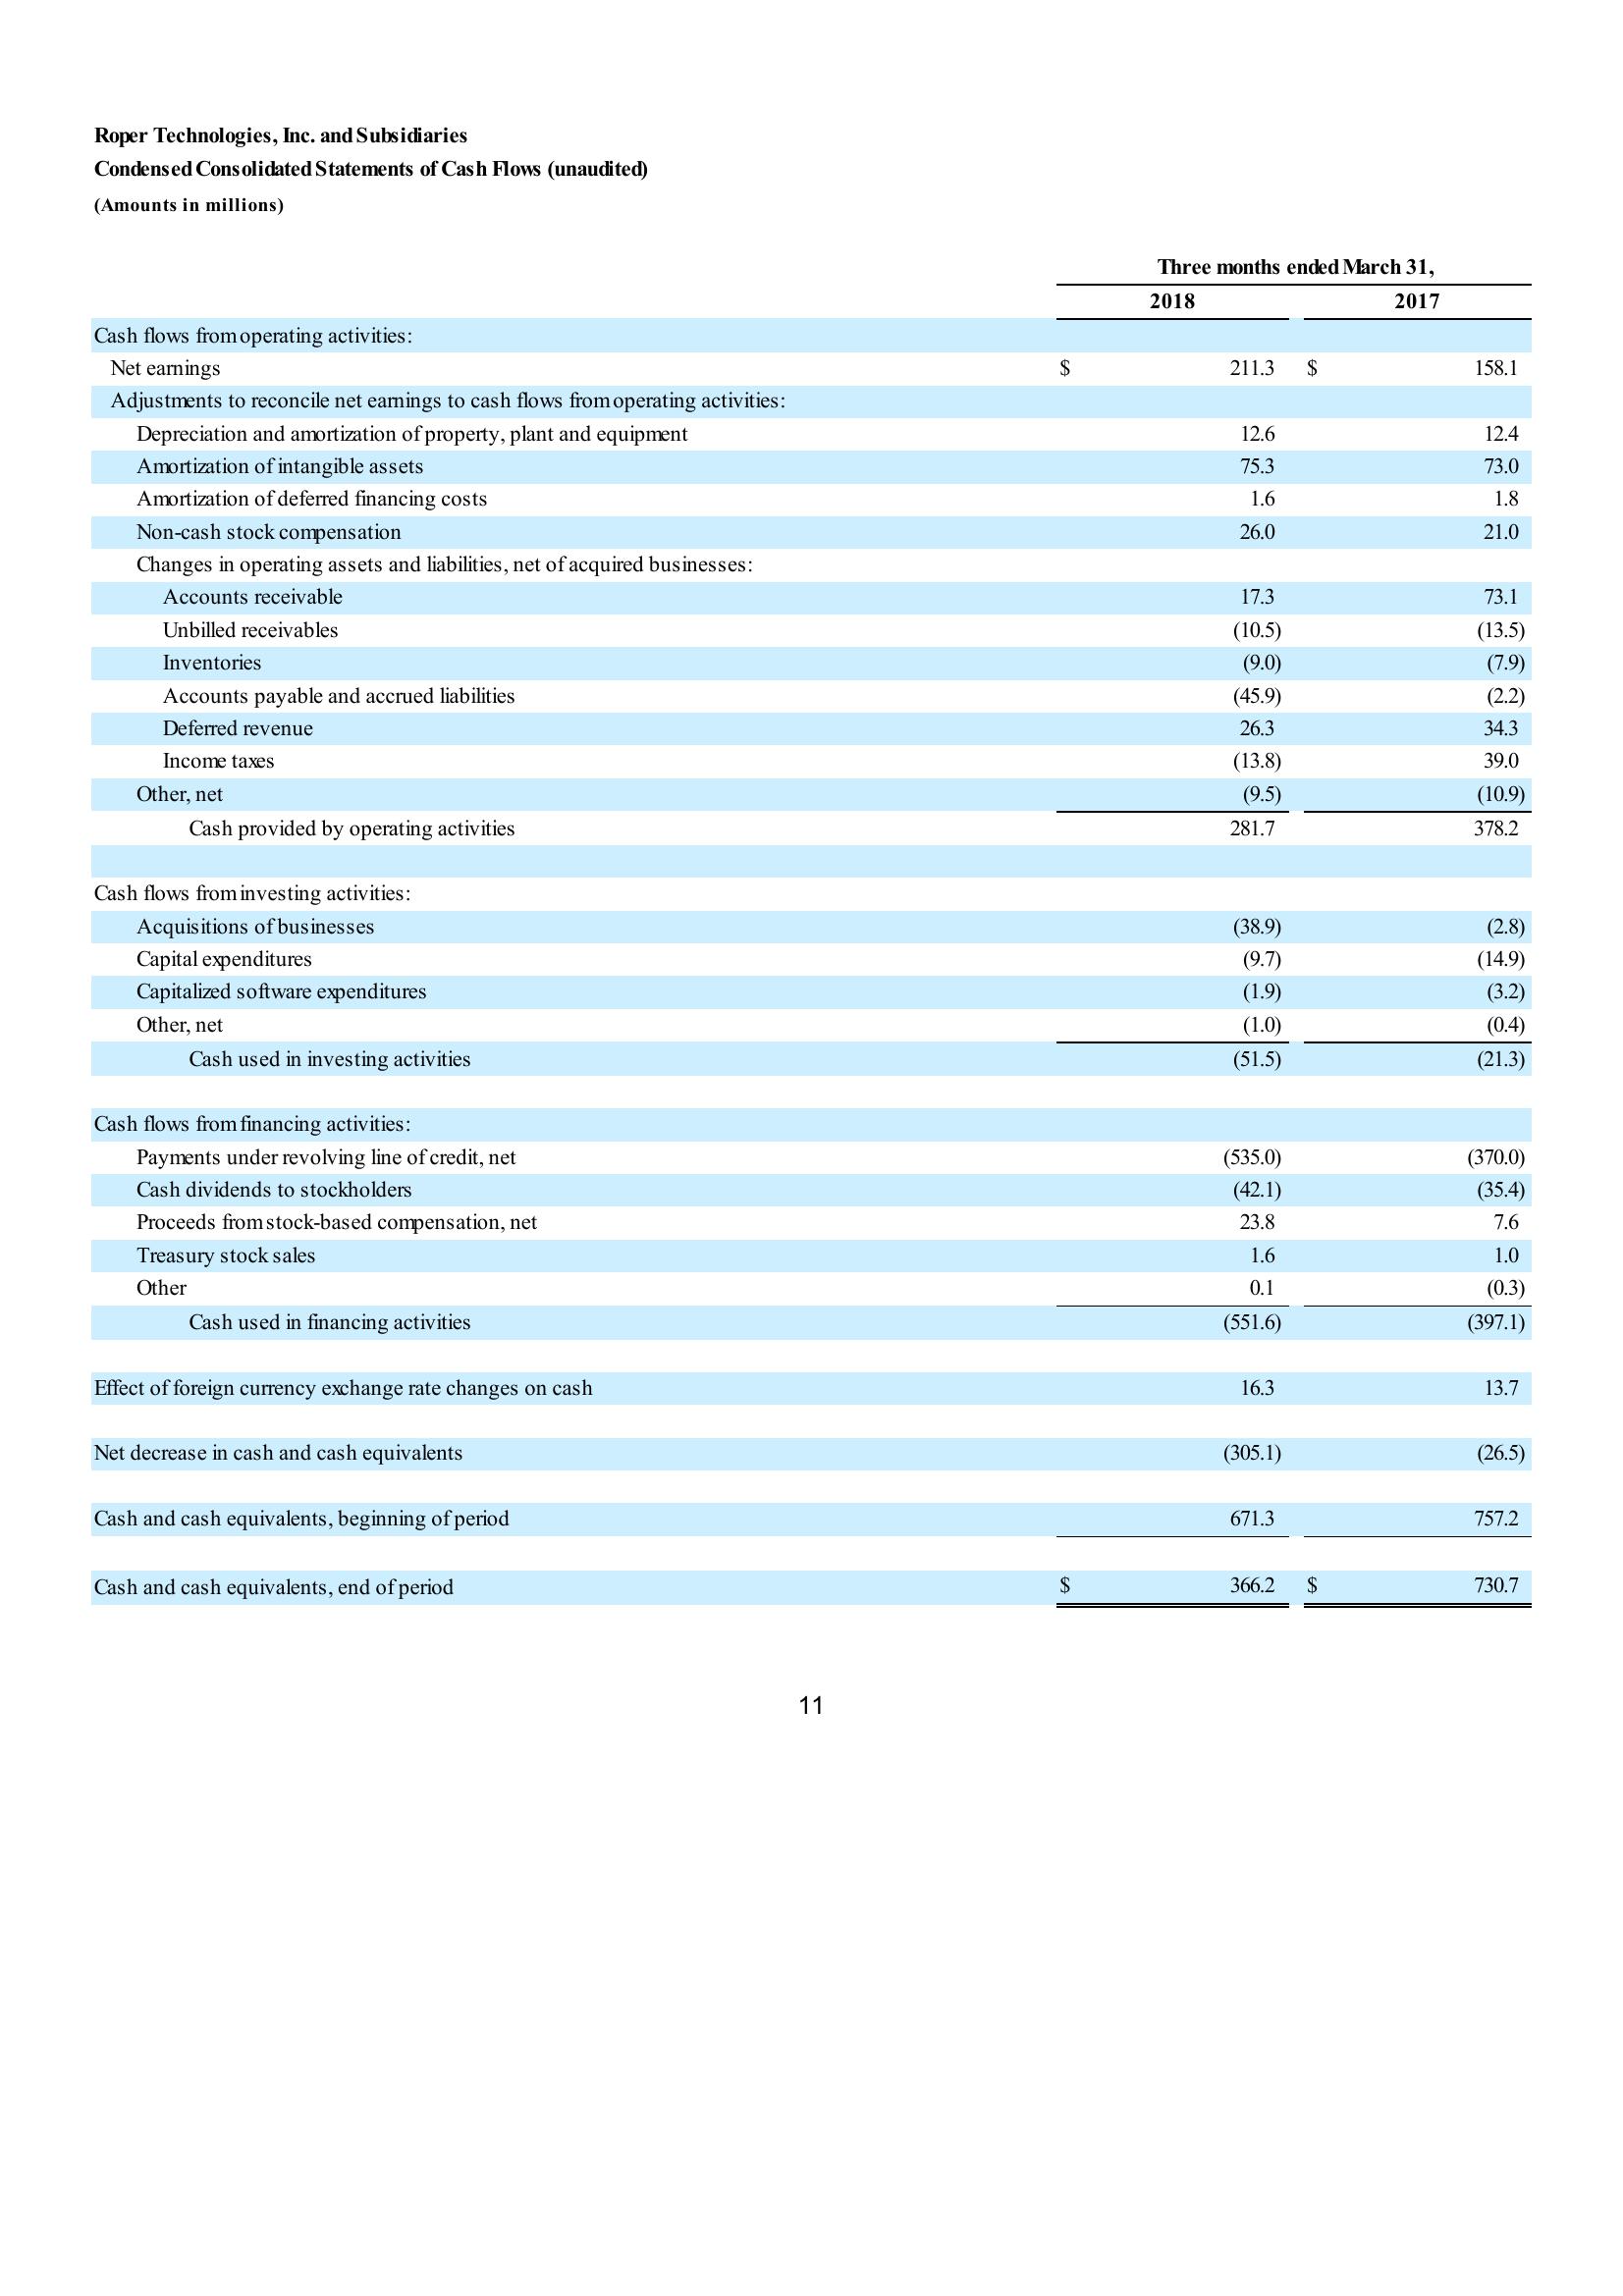 Roper Technologies, Inc. and Subsidiaries
Condensed Consolidated Statements of Cash Flows (unaudited)
(Amounts in millions)
Three months ended March 31,
2018 2017
Cash flows from operating activities:
Net earnings $ 211.3 $ 158.1
Adjustments to reconcile net earnings to cash flows from operating activities:
Depreciation and amortization of property, plant and equipment 12.6 12.4
Amortization of intangible assets 75.3 73.0
Amortization of deferred financing costs 1.6 1.8
Non-cash stock compensation 26.0 21.0
Changes in operating assets and liabilities, net of acquired businesses:
Accounts receivable 17.3 73.1
Unbilled receivables (10.5) (13.5)
Inventories (9.0) (7.9)
Accounts payable and accrued liabilities (45.9) (2.2)
Deferred revenue 26.3 34.3
Income taxes (13.8) 39.0
Other, net (9.5) (10.9)
Cash provided by operating activities 281.7 378.2
Cash flows from investing activities:
Acquisitions of businesses (38.9) (2.8)
Capital expenditures (9.7) (14.9)
Capitalized software expenditures (1.9) (3.2)
Other, net (1.0) (0.4)
Cash used in investing activities (51.5) (21.3)
Cash flows from financing activities:
Payments under revolving line of credit, net (535.0) (370.0)
Cash dividends to stockholders (42.1) (35.4)
Proceeds from stock-based compensation, net 23.8 7.6
Treasury stock sales 1.6 1.0
Other 0.1 (0.3)
Cash used in financing activities (551.6) (397.1)
Effect of foreign currency exchange rate changes on cash 16.3 13.7
Net decrease in cash and cash equivalents (305.1) (26.5)
Cash and cash equivalents, beginning of period 671.3 757.2
Cash and cash equivalents, end of period $ 366.2 $ 730.7
11